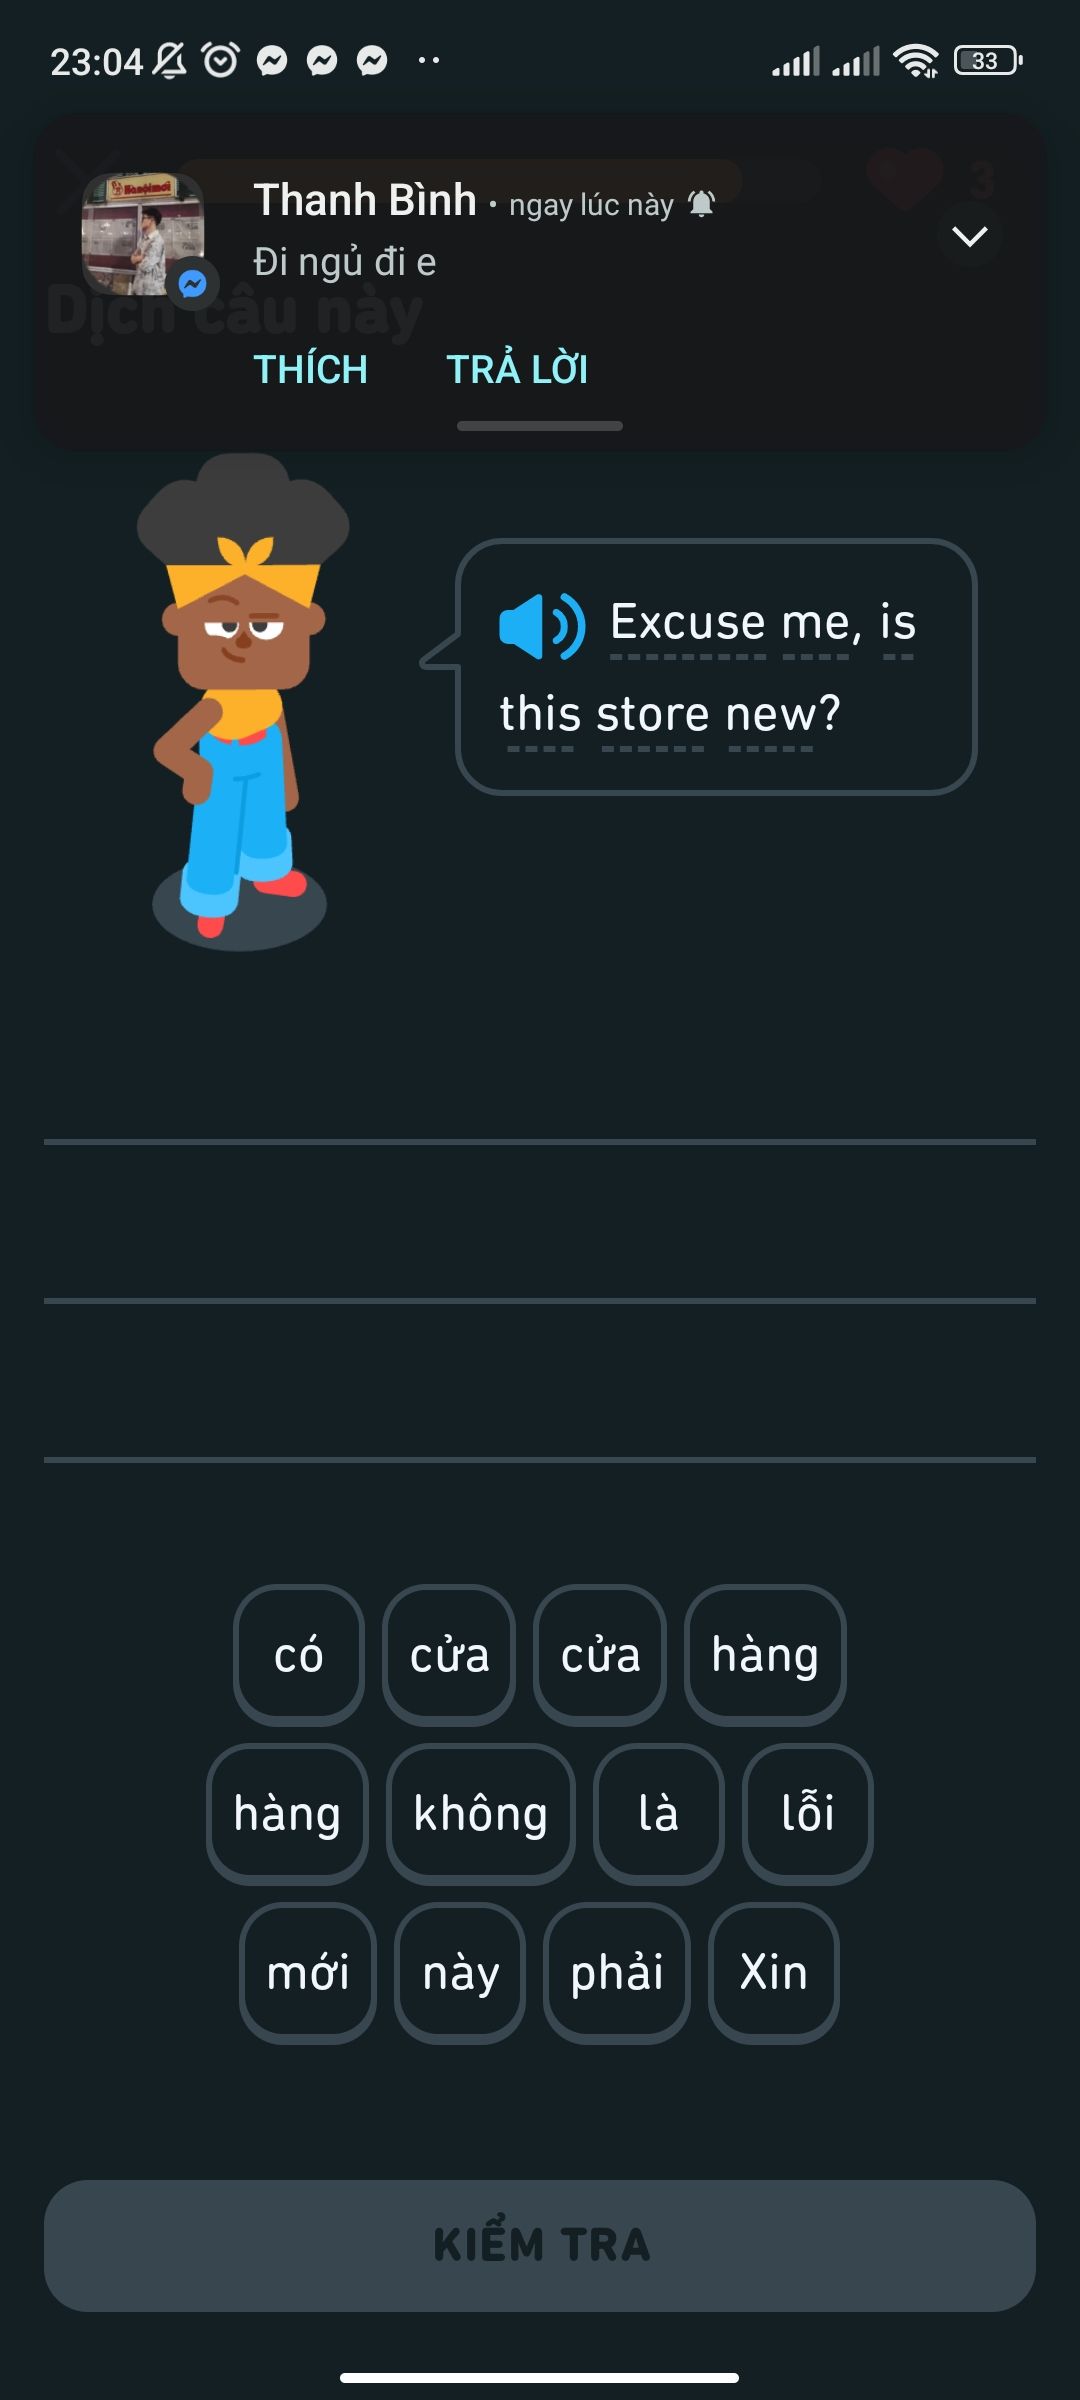 23:04
33
Thanh Bình • ngay lúc này
3
Đi ngủ đi e
Dịch câu này
THÍCH TRẢ LỜI
Excuse me, is
this store new?
có cửa cửa hàng
hàng không là lỗi
mới này phải Xin
KIỂM TRA